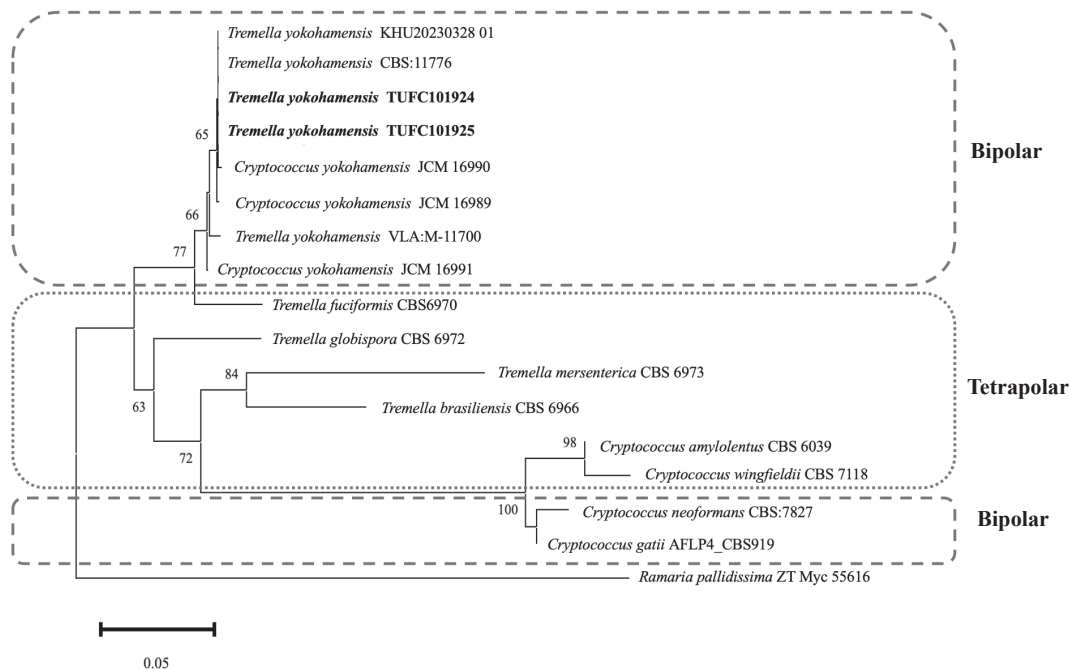 Tremella yokohamensis KHU20230328 01
Tremella yokohamensis CBS:11776
Tremella yokohamensis TUFC101924
Tremella yokohamensis TUFC101925
65
Bipolar
Cryptococcus yokohamensis JCM 16990
Cryptococcus yokohamensis JCM 16989
66
Tremella yokohamensis VLA:M-11700
77
Cryptococcus yokohamensis JCM 16991
Tremella fuciformis CBS6970
Tremella globispora CBS 6972
84
Tremella mersenterica CBS 6973
Tetrapolar
63
Tremella brasiliensis CBS 6966
98
Cryptococcus amylolentus CBS 6039
72
Cryptococcus wingfieldii CBS 7118
100
Cryptococcus neoformans CBS:7827
Bipolar
Cryptococcus gatii AFLP4_CBS919
Ramaria pallidissima ZT Myc 55616
0.05